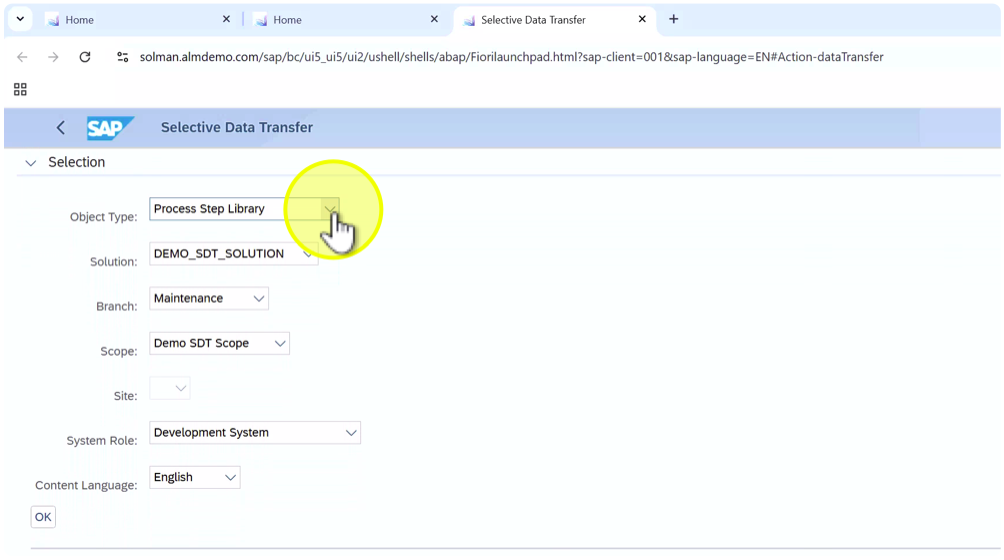 Home
Home
Selective Data Transfer
solman.almdemo.com/sap/bc/ui5_ui5/ui2/ushell/shells/abap/Fiorilaunchpad.html?sap-client=001&sap-language=EN#Action-dataTransfer
SAP Selective Data Transfer
Selection
Object Type: Process Step Library
Solution: DEMO_SDT_SOLUTION
Branch: Maintenance
Scope: Demo SDT Scope
Site:
System Role: Development System
Content Language: English
OK